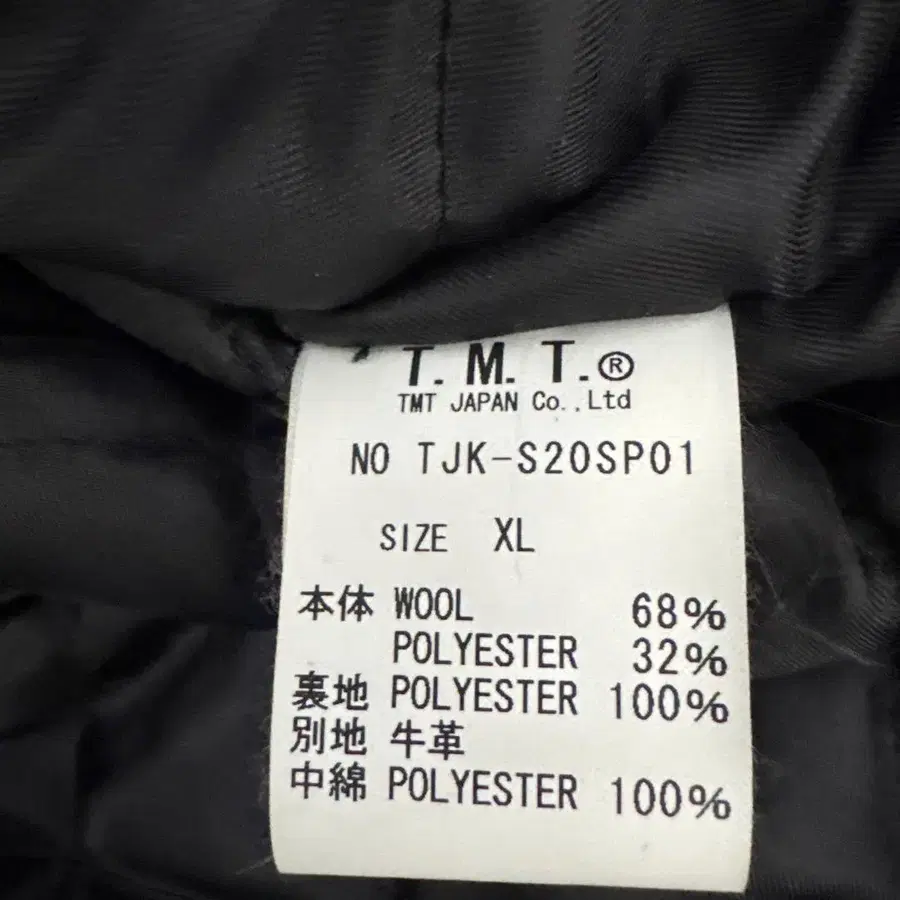 T.M.T.®
TMT JAPAN Co.,Ltd
NO TJK-S20SP01
SIZE XL
本体 WOOL 68%
POLYESTER 32%
裏地 POLYESTER 100%
別地 牛革
中綿 POLYESTER 100%